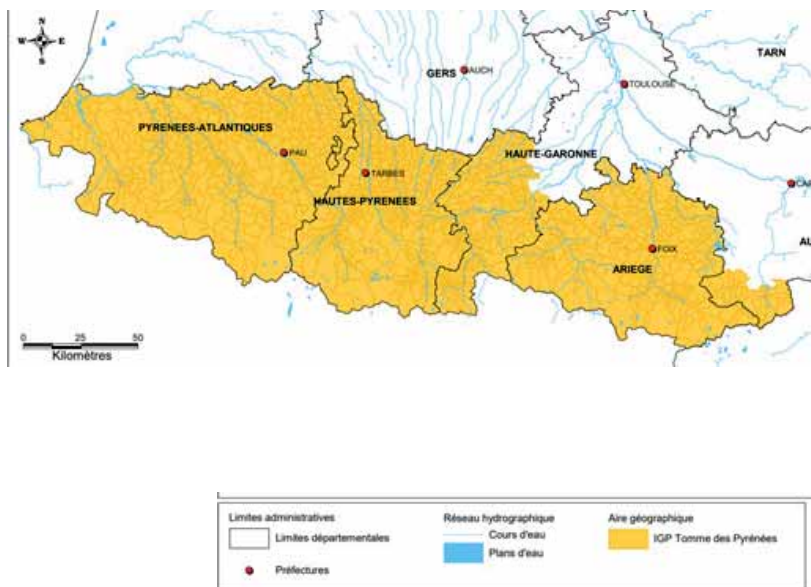 N
W E
S
GERS
AUCH
TARN
TOULOUSE
PYRENEES-ATLANTIQUES
PAU
HAUTE-GARONNE
TARBES
HAUTES-PYRENEES
FOIX
ARIEGE
0 25 50
Kilomètres
Limites administratives
Limites départementales
Préfectures
Réseau hydrographique
Cours d'eau
Plans d'eau
Aire géographique
IGP Tomme des Pyrénées